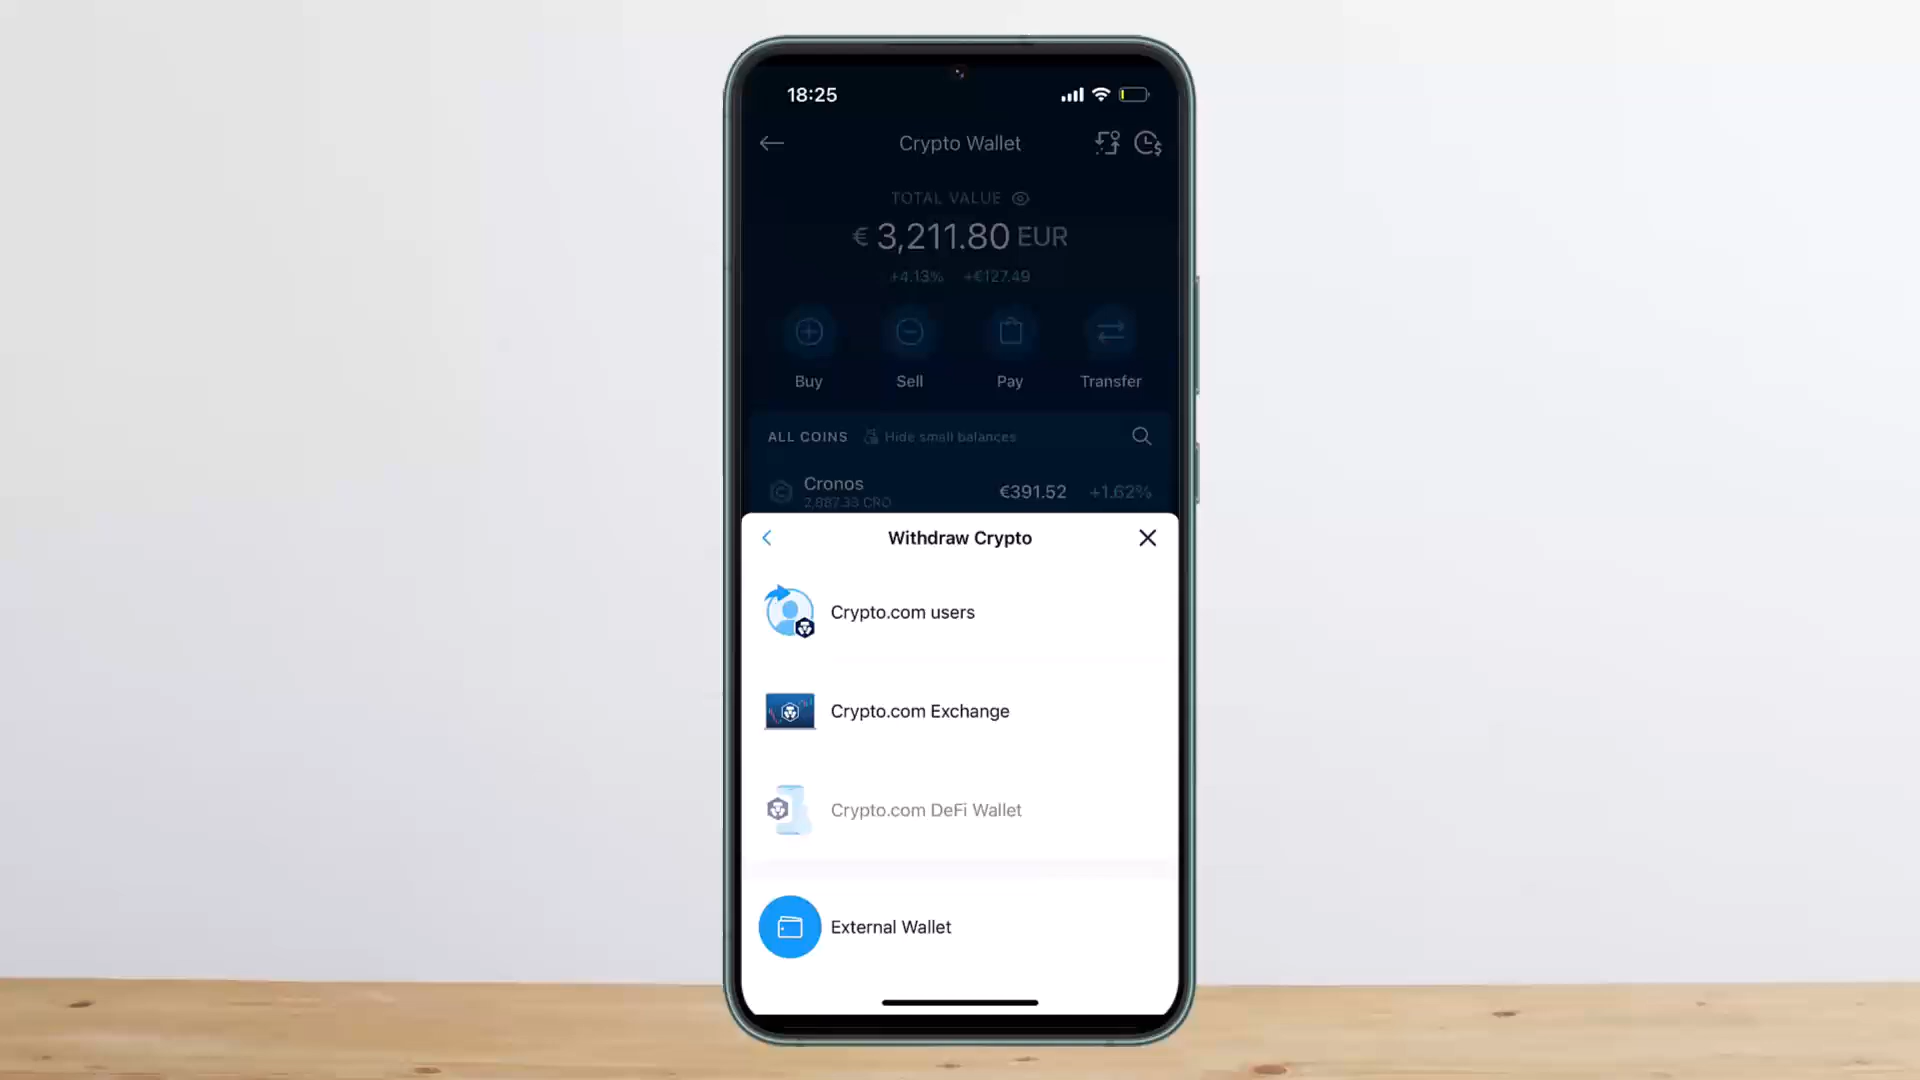 18:25
Crypto Wallet
TOTAL VALUE
€ 3,211.80 EUR
+4.13% +€127.49
Buy Sell Pay Transfer
ALL COINS Hide small balances
Cronos €391.52 +1.62%
2,887.33 CRO
Withdraw Crypto
Crypto.com users
Crypto.com Exchange
Crypto.com DeFi Wallet
External Wallet